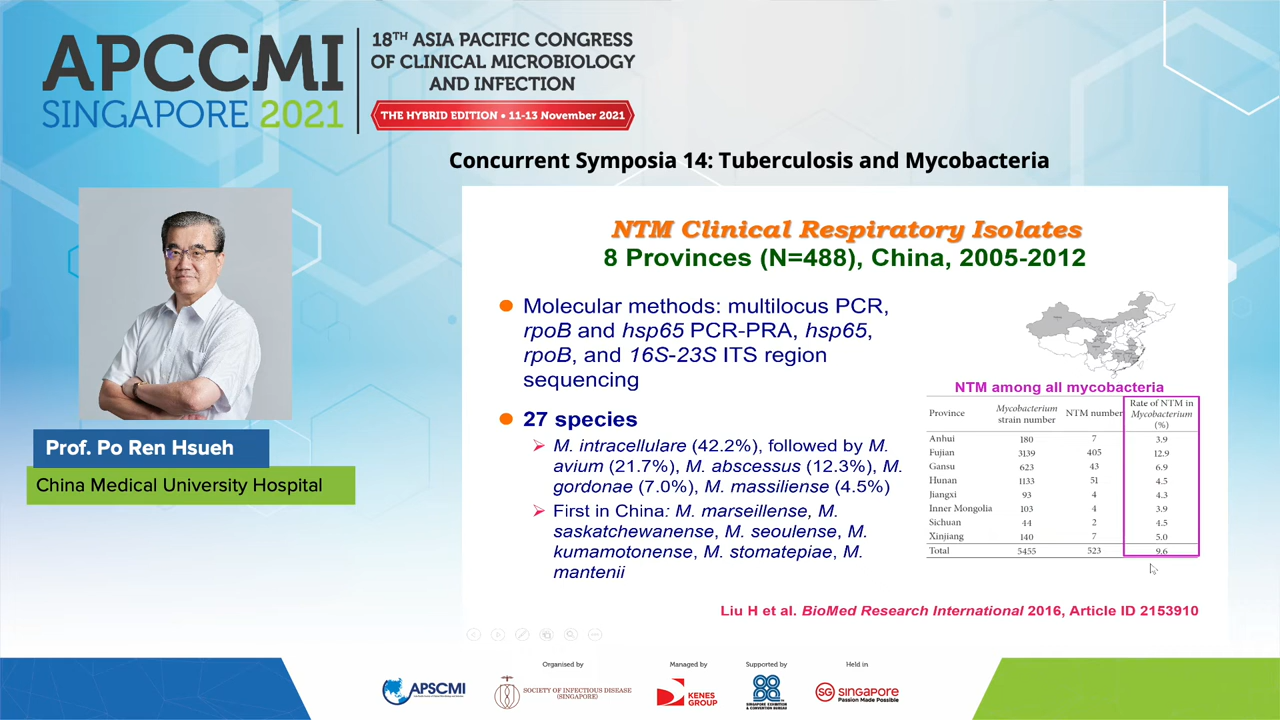 APCCMI
SINGAPORE 2021
18TH ASIA PACIFIC CONGRESS
OF CLINICAL MICROBIOLOGY
AND INFECTION
THE HYBRID EDITION • 11-13 November 2021
Concurrent Symposia 14: Tuberculosis and Mycobacteria
Prof. Po Ren Hsueh
China Medical University Hospital
NTM Clinical Respiratory Isolates
8 Provinces (N=488), China, 2005-2012
Molecular methods: multilocus PCR,
rpoB and hsp65 PCR-PRA, hsp65,
rpoB, and 16S-23S ITS region
sequencing
27 species
M. intracellulare (42.2%), followed by M.
avium (21.7%), M. abscessus (12.3%), M.
gordonae (7.0%), M. massiliense (4.5%)
First in China: M. marseillense, M.
saskatchewanense, M. seoulense, M.
kumamotonense, M. stomatepiae, M.
mantenii
NTM among all mycobacteria
Province Mycobacterium strain number NTM number Rate of NTM in Mycobacterium (%)
Anhui 180 7 3.9
Fujian 3139 405 12.9
Gansu 623 43 6.9
Hunan 1133 51 4.5
Jiangxi 93 4 4.3
Inner Mongolia 103 4 3.9
Sichuan 44 2 4.5
Xinjiang 140 7 5.0
Total 5455 523 9.6
Liu H et al. BioMed Research International 2016, Article ID 2153910
Organised by
Managed by
Supported by
Held in
APSCMI
SOCIETY OF INFECTIOUS DISEASE
(SINGAPORE)
KENES
GROUP
SINGAPORE EXHIBITION
& CONVENTION BUREAU
SG SINGAPORE
Passion Made Possible